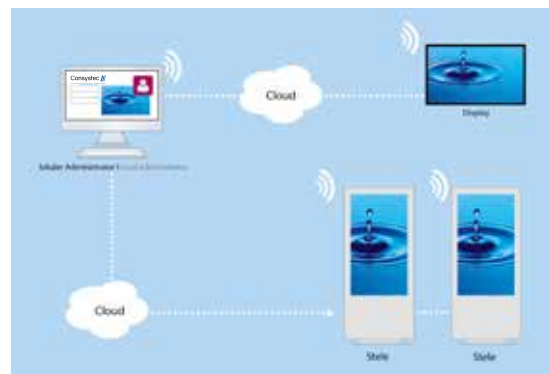 Consystec K
Cloud
Display
lokaler Administrator I
Cloud
Stele
Stele